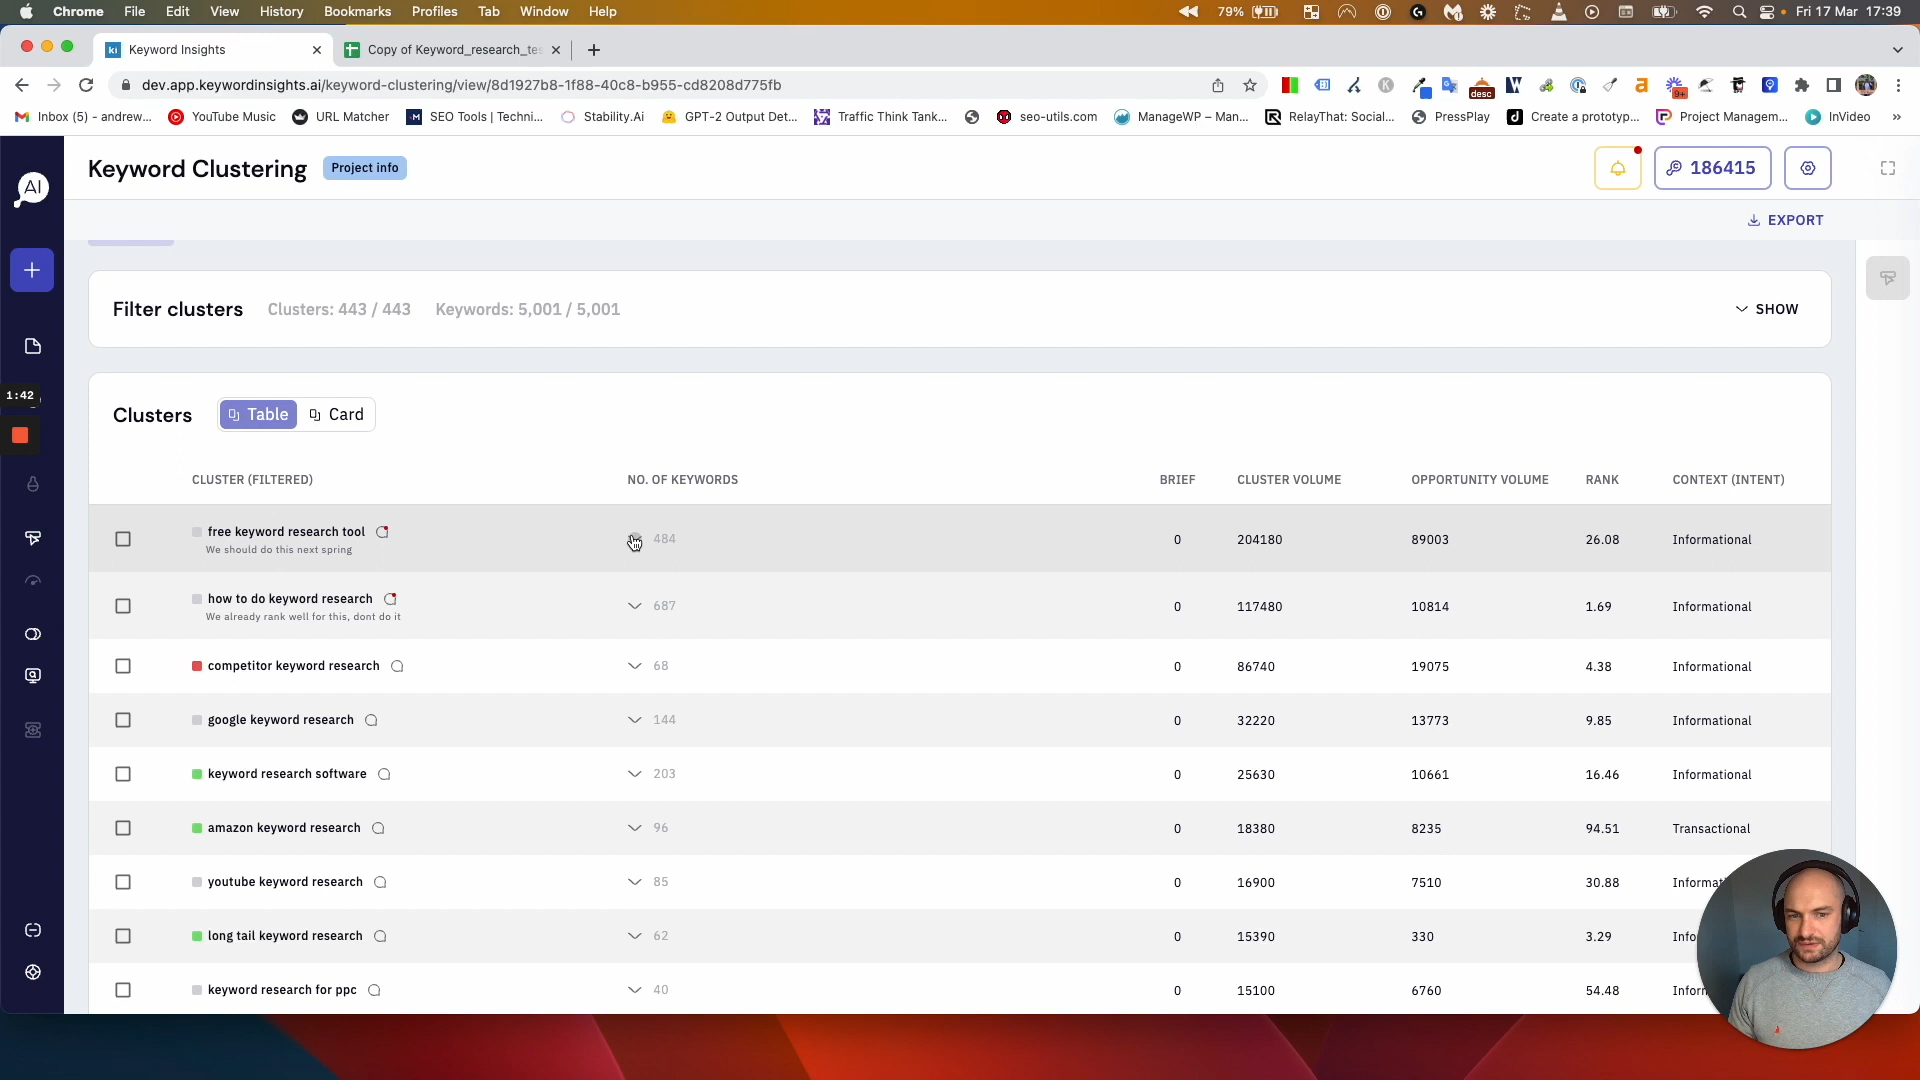 Chrome File Edit View History Bookmarks Profiles Tab Window Help 79% Fri 17 Mar 17:39
Keyword Insights Copy of Keyword_research_tes
dev.app.keywordinsights.ai/keyword-clustering/view/8d1927b8-1f88-40c8-b955-cd8208d775fb desc 9+
Inbox (5) - andrew... YouTube Music URL Matcher SEO Tools | Techni... Stability.Ai GPT-2 Output Det... Traffic Think Tank... seo-utils.com ManageWP – Man... RelayThat: Social... PressPlay Create a prototyp... Project Managem... InVideo »
AI
Keyword Clustering Project info 186415
EXPORT
Filter clusters Clusters: 443 / 443 Keywords: 5,001 / 5,001 SHOW
1:42
Clusters Table Card
CLUSTER (FILTERED) NO. OF KEYWORDS BRIEF CLUSTER VOLUME OPPORTUNITY VOLUME RANK CONTEXT (INTENT)
free keyword research tool 484 0 204180 89003 26.08 Informational
We should do this next spring
how to do keyword research 687 0 117480 10814 1.69 Informational
We already rank well for this, dont do it
competitor keyword research 68 0 86740 19075 4.38 Informational
google keyword research 144 0 32220 13773 9.85 Informational
keyword research software 203 0 25630 10661 16.46 Informational
amazon keyword research 96 0 18380 8235 94.51 Transactional
youtube keyword research 85 0 16900 7510 30.88 Informat
long tail keyword research 62 0 15390 330 3.29 Info
keyword research for ppc 40 0 15100 6760 54.48 Inforn